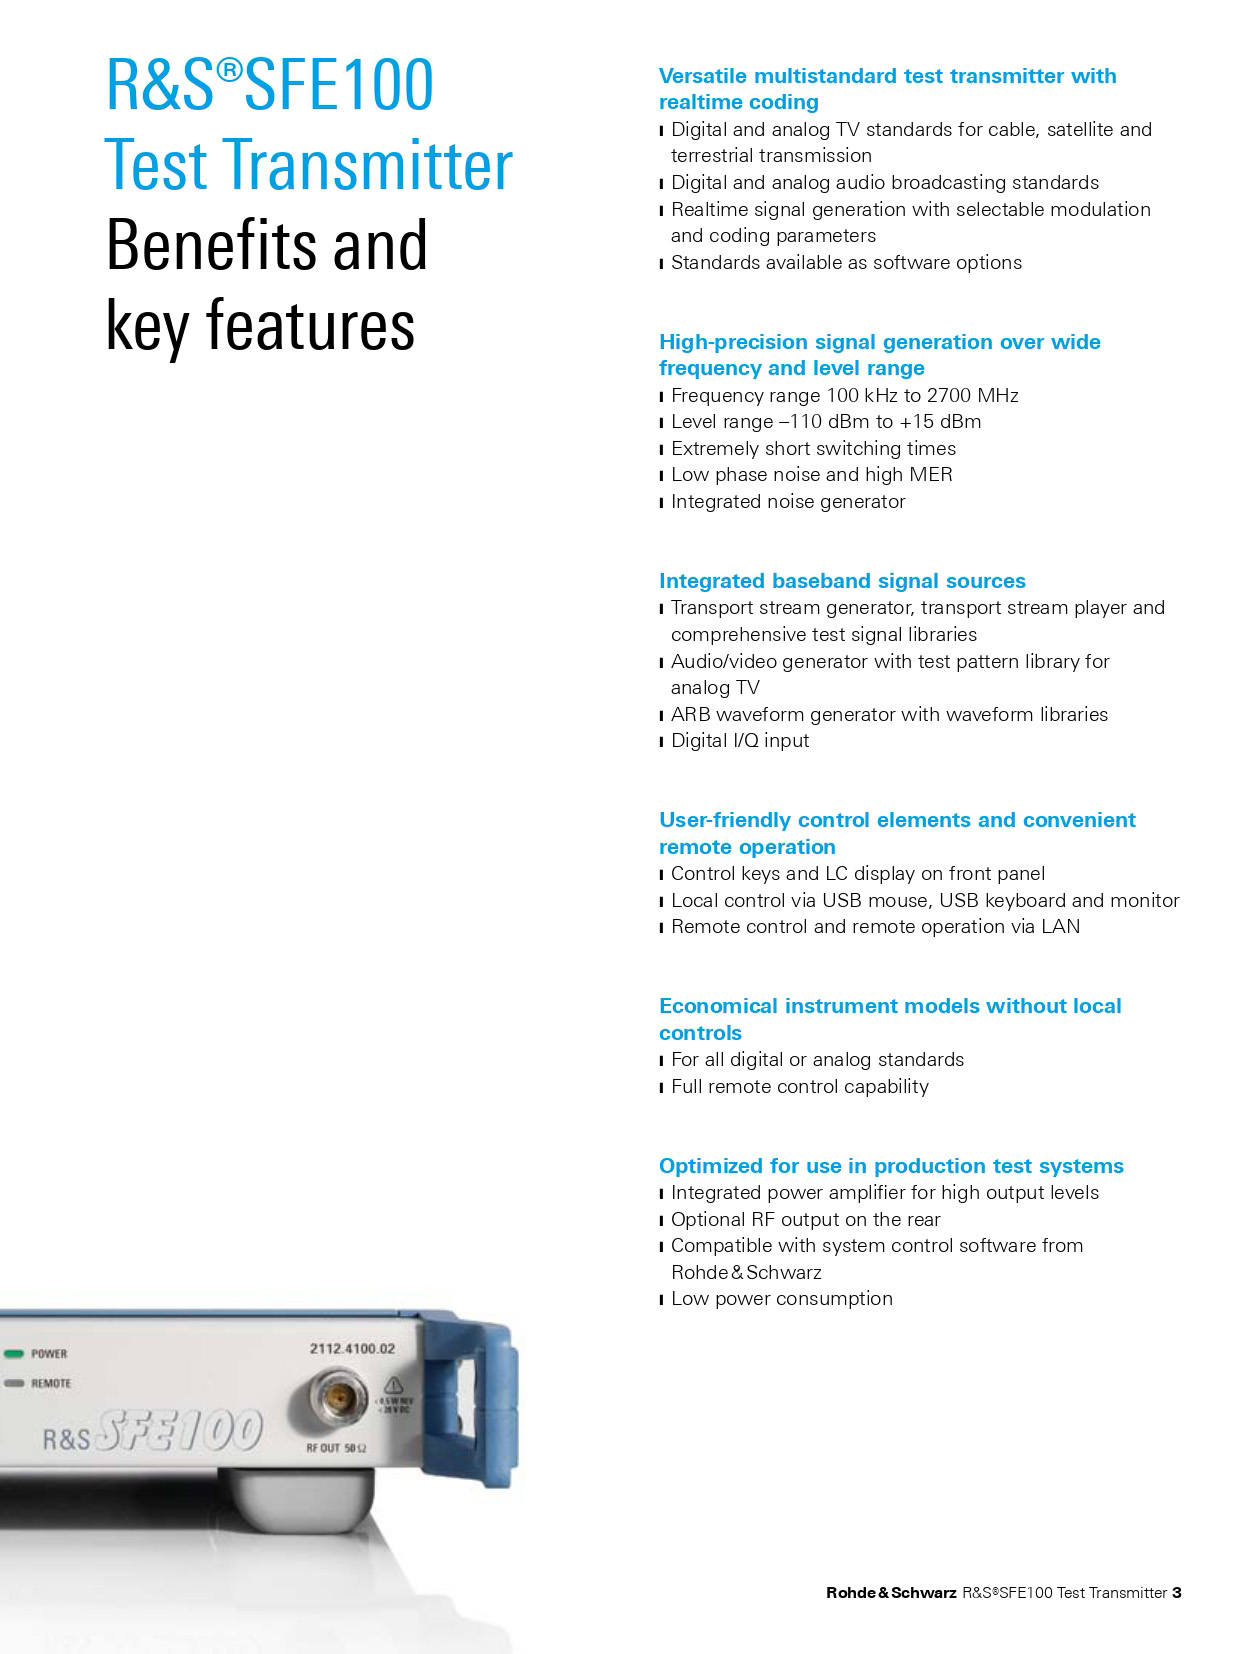 R&S®SFE100
Test Transmitter
Benefits and
key features
Versatile multistandard test transmitter with
realtime coding
❙ Digital and analog TV standards for cable, satellite and
terrestrial transmission
❙ Digital and analog audio broadcasting standards
❙ Realtime signal generation with selectable modulation
and coding parameters
❙ Standards available as software options
High-precision signal generation over wide
frequency and level range
❙ Frequency range 100 kHz to 2700 MHz
❙ Level range –110 dBm to +15 dBm
❙ Extremely short switching times
❙ Low phase noise and high MER
❙ Integrated noise generator
Integrated baseband signal sources
❙ Transport stream generator, transport stream player and
comprehensive test signal libraries
❙ Audio/video generator with test pattern library for
analog TV
❙ ARB waveform generator with waveform libraries
❙ Digital I/Q input
User-friendly control elements and convenient
remote operation
❙ Control keys and LC display on front panel
❙ Local control via USB mouse, USB keyboard and monitor
❙ Remote control and remote operation via LAN
Economical instrument models without local
controls
❙ For all digital or analog standards
❙ Full remote control capability
Optimized for use in production test systems
❙ Integrated power amplifier for high output levels
❙ Optional RF output on the rear
❙ Compatible with system control software from
Rohde & Schwarz
❙ Low power consumption
POWER
REMOTE
2112.4100.02
R&S SFE100
RF OUT 50 Ω
Rohde & Schwarz R&S®SFE100 Test Transmitter 3